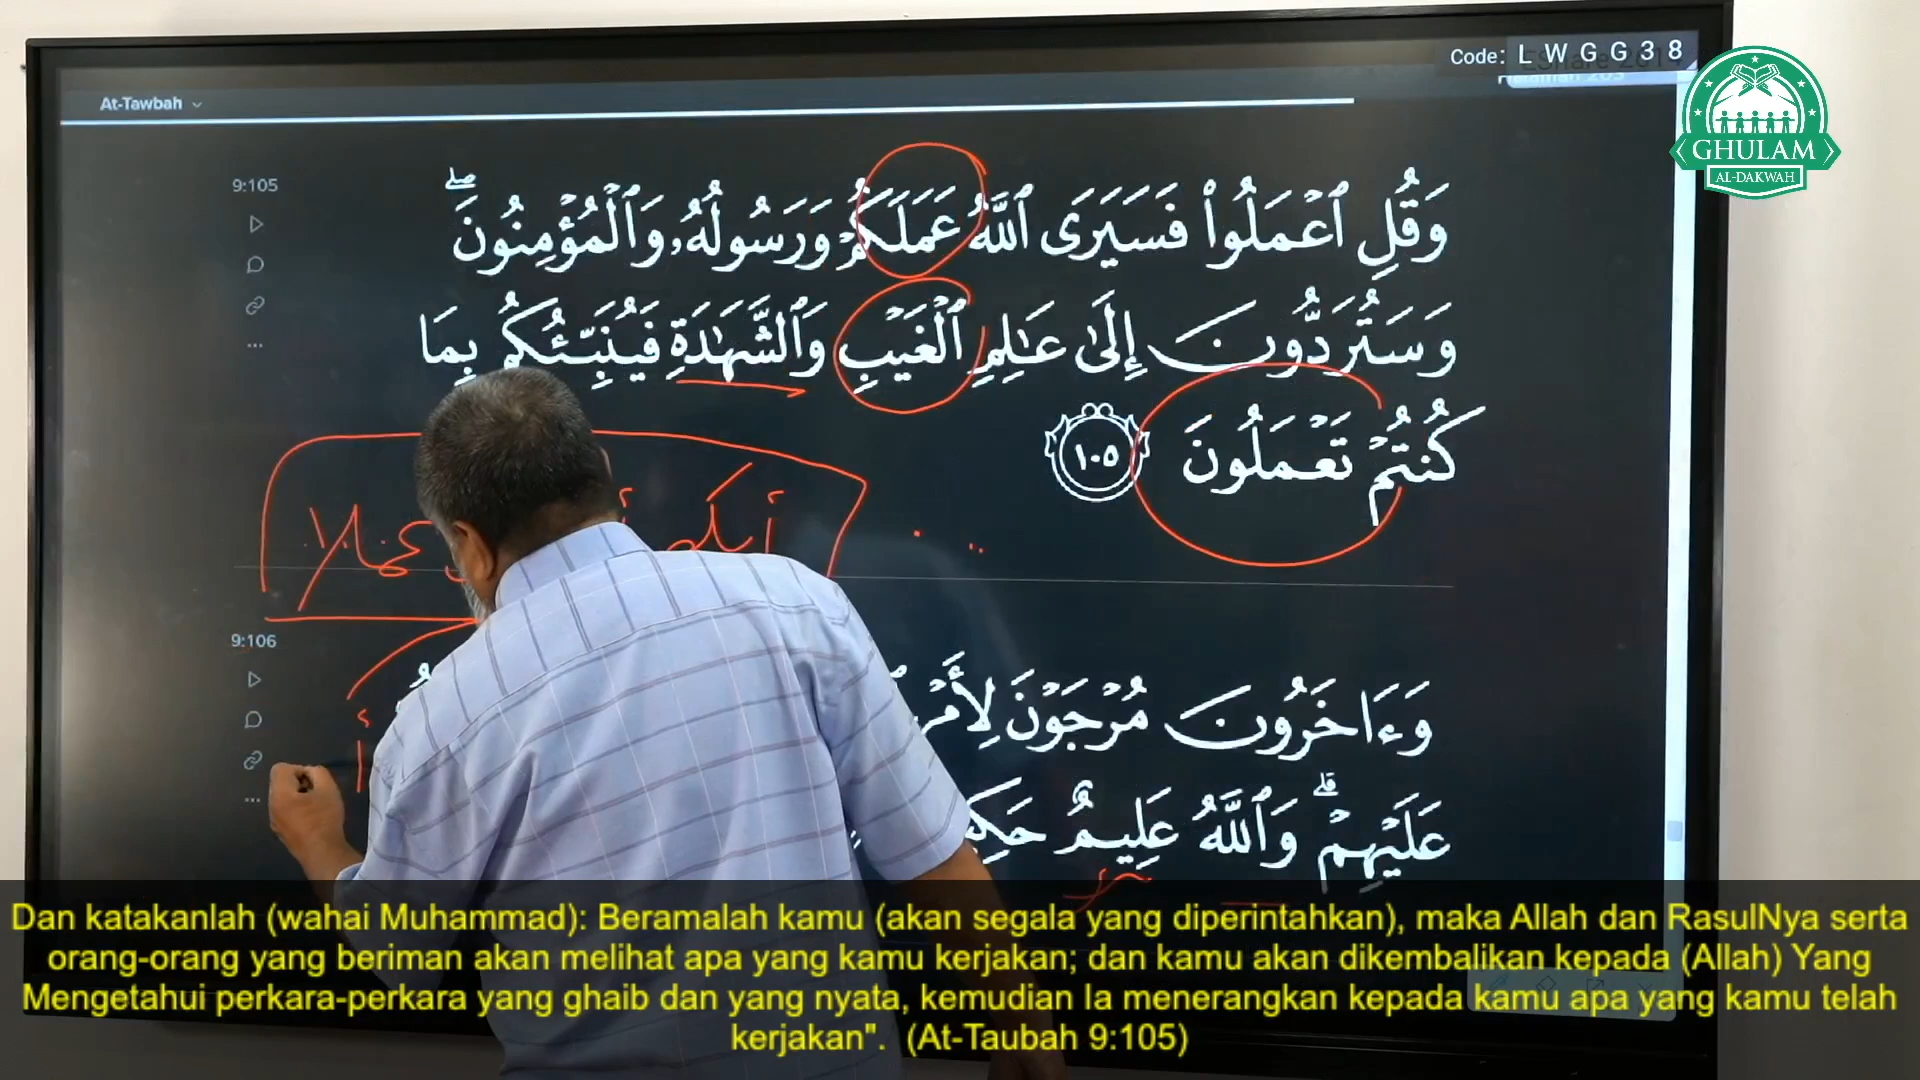 Code: L W G G 3 8
At-Tawbah
GHULAM
AL-DAKWAH
9:105
وَقُلِ ٱعْمَلُوا۟ فَسَيَرَى ٱللَّهُ عَمَلَكُمْ وَرَسُولُهُۥ وَٱلْمُؤْمِنُونَ ۖ
وَسَتُرَدُّونَ إِلَىٰ عَـٰلِمِ ٱلْغَيْبِ وَٱلشَّهَـٰدَةِ فَيُنَبِّئُكُم بِمَا
كُنتُمْ تَعْمَلُونَ ١٠٥
أيكم عملا
9:106
وَءَاخَرُونَ مُرْجَوْنَ لِأَمْرِ
عَلَيْهِمْ ۗ وَٱللَّهُ عَلِيمٌ
Dan katakanlah (wahai Muhammad): Beramalah kamu (akan segala yang diperintahkan), maka Allah dan RasulNya serta
orang-orang yang beriman akan melihat apa yang kamu kerjakan; dan kamu akan dikembalikan kepada (Allah) Yang
Mengetahui perkara-perkara yang ghaib dan yang nyata, kemudian Ia menerangkan kepada kamu apa yang kamu telah
kerjakan". (At-Taubah 9:105)